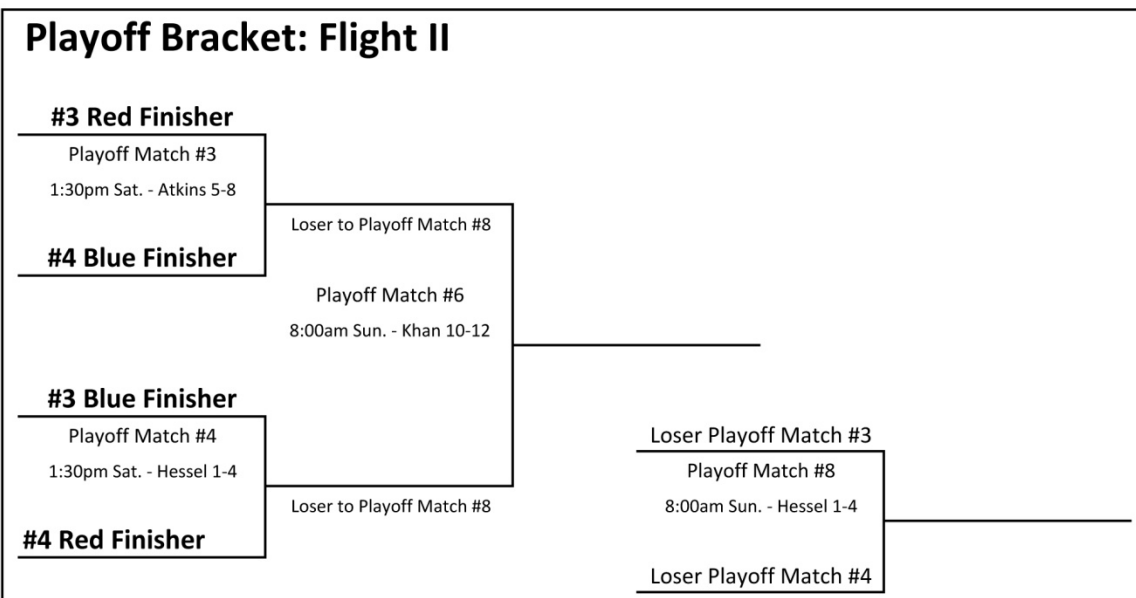 Playoff Bracket: Flight II
#3 Red Finisher
Playoff Match #3
1:30pm Sat. - Atkins 5-8
Loser to Playoff Match #8
#4 Blue Finisher
Playoff Match #6
8:00am Sun. - Khan 10-12
#3 Blue Finisher
Playoff Match #4
1:30pm Sat. - Hessel 1-4
Loser to Playoff Match #8
#4 Red Finisher
Loser Playoff Match #3
Playoff Match #8
8:00am Sun. - Hessel 1-4
Loser Playoff Match #4